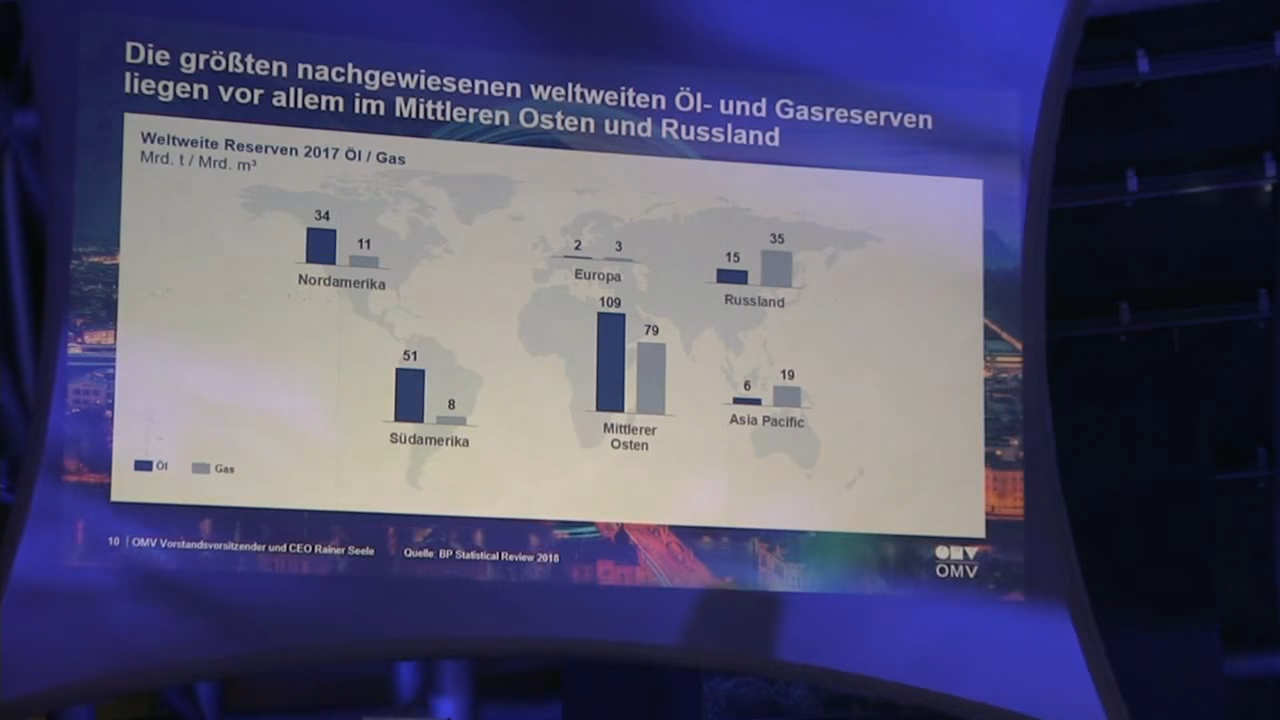 Die größten nachgewiesenen weltweiten Öl- und Gasreserven
liegen vor allem im Mittleren Osten und Russland
Weltweite Reserven 2017 Öl / Gas
Mrd. t / Mrd. m³
34
11
Nordamerika
2
3
Europa
15
35
Russland
51
8
Südamerika
109
79
Mittlerer
Osten
6
19
Asia Pacific
Öl
Gas
10 | OMV Vorstandsvorsitzender und CEO Rainer Seele
Quelle: BP Statistical Review 2018
OMV
OMV